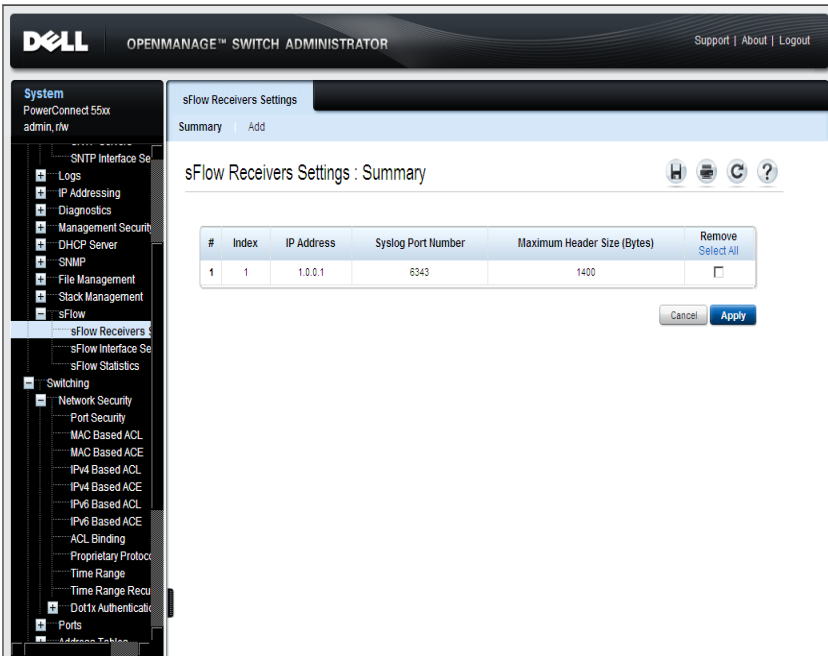 DELL
OPENMANAGE™ SWITCH ADMINISTRATOR
Support | About | Logout
System
PowerConnect 55xx
admin, r/w
SNTP Interface Se
Logs
IP Addressing
Diagnostics
Management Security
DHCP Server
SNMP
File Management
Stack Management
sFlow
sFlow Receivers S
sFlow Interface Se
sFlow Statistics
Switching
Network Security
Port Security
MAC Based ACL
MAC Based ACE
IPv4 Based ACL
IPv4 Based ACE
IPv6 Based ACL
IPv6 Based ACE
ACL Binding
Proprietary Protoco
Time Range
Time Range Recu
Dot1x Authenticatio
Ports
Address Tables
sFlow Receivers Settings
Summary | Add
sFlow Receivers Settings : Summary
# Index IP Address Syslog Port Number Maximum Header Size (Bytes) Remove
Select All
1 1 1.0.0.1 6343 1400
Cancel Apply